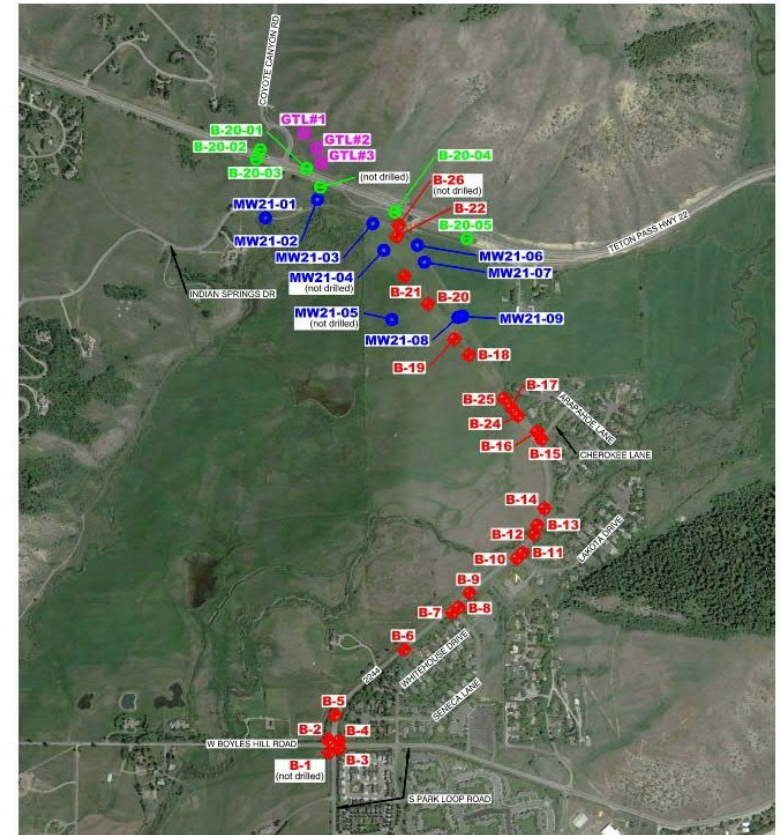 COYOTE CANYON RD
GTL#1
B-20-01
GTL#2
B-20-02
GTL#3
B-20-03
(not drilled)
B-20-04
B-26
(not drilled)
MW21-01
B-22
MW21-02
B-20-05
TETON PASS HWY 22
MW21-03
MW21-06
MW21-04
(not drilled)
MW21-07
INDIAN SPRINGS DR
B-21
B-20
MW21-05
(not drilled)
MW21-09
MW21-08
B-19
B-18
B-17
B-25
ARAPAHOE LANE
B-24
B-16
B-15
CHEROKEE LANE
B-14
B-13
B-12
LAKOTA DRIVE
B-11
B-10
B-9
B-7
B-8
B-6
WHITEHOUSE DRIVE
2244
SENECA LANE
B-5
B-2
B-4
W BOYLES HILL ROAD
B-3
B-1
(not drilled)
S PARK LOOP ROAD